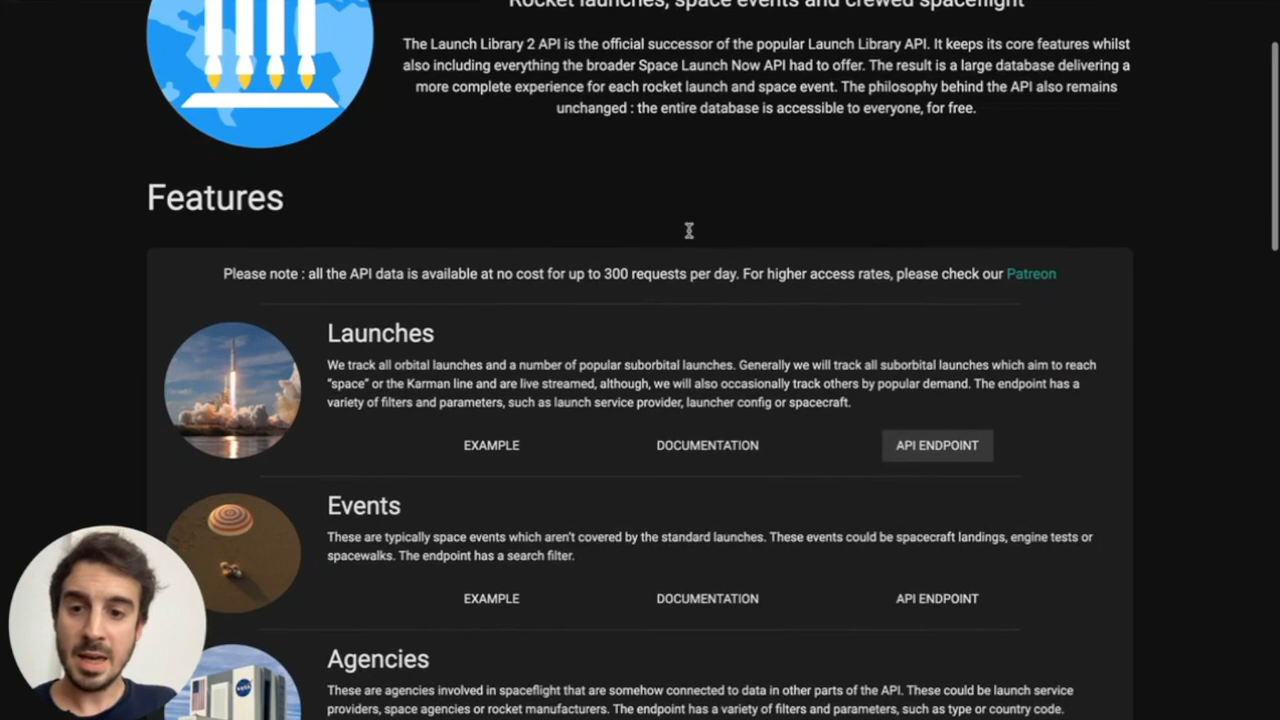 Rocket launches, space events and crewed spaceflight
The Launch Library 2 API is the official successor of the popular Launch Library API. It keeps its core features whilst
also including everything the broader Space Launch Now API had to offer. The result is a large database delivering a
more complete experience for each rocket launch and space event. The philosophy behind the API also remains
unchanged : the entire database is accessible to everyone, for free.
Features
Please note : all the API data is available at no cost for up to 300 requests per day. For higher access rates, please check our Patreon
Launches
We track all orbital launches and a number of popular suborbital launches. Generally we will track all suborbital launches which aim to reach
"space" or the Karman line and are live streamed, although, we will also occasionally track others by popular demand. The endpoint has a
variety of filters and parameters, such as launch service provider, launcher config or spacecraft.
EXAMPLE DOCUMENTATION API ENDPOINT
Events
These are typically space events which aren't covered by the standard launches. These events could be spacecraft landings, engine tests or
spacewalks. The endpoint has a search filter.
EXAMPLE DOCUMENTATION API ENDPOINT
Agencies
These are agencies involved in spaceflight that are somehow connected to data in other parts of the API. These could be launch service
providers, space agencies or rocket manufacturers. The endpoint has a variety of filters and parameters, such as type or country code.
NASA